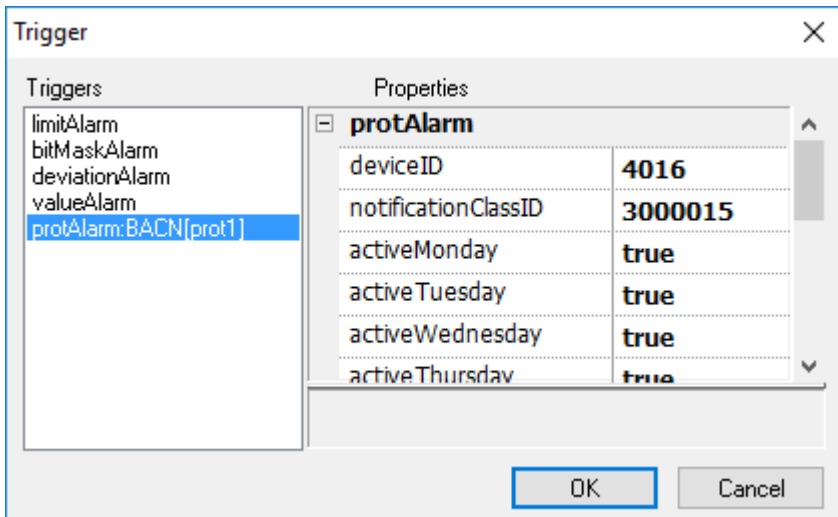 Trigger
Triggers
Properties
limitAlarm
bitMaskAlarm
deviationAlarm
valueAlarm
protAlarm:BACN[prot1]
protAlarm
deviceID 4016
notificationClassID 3000015
activeMonday true
activeTuesday true
activeWednesday true
activeThursday true
OK
Cancel